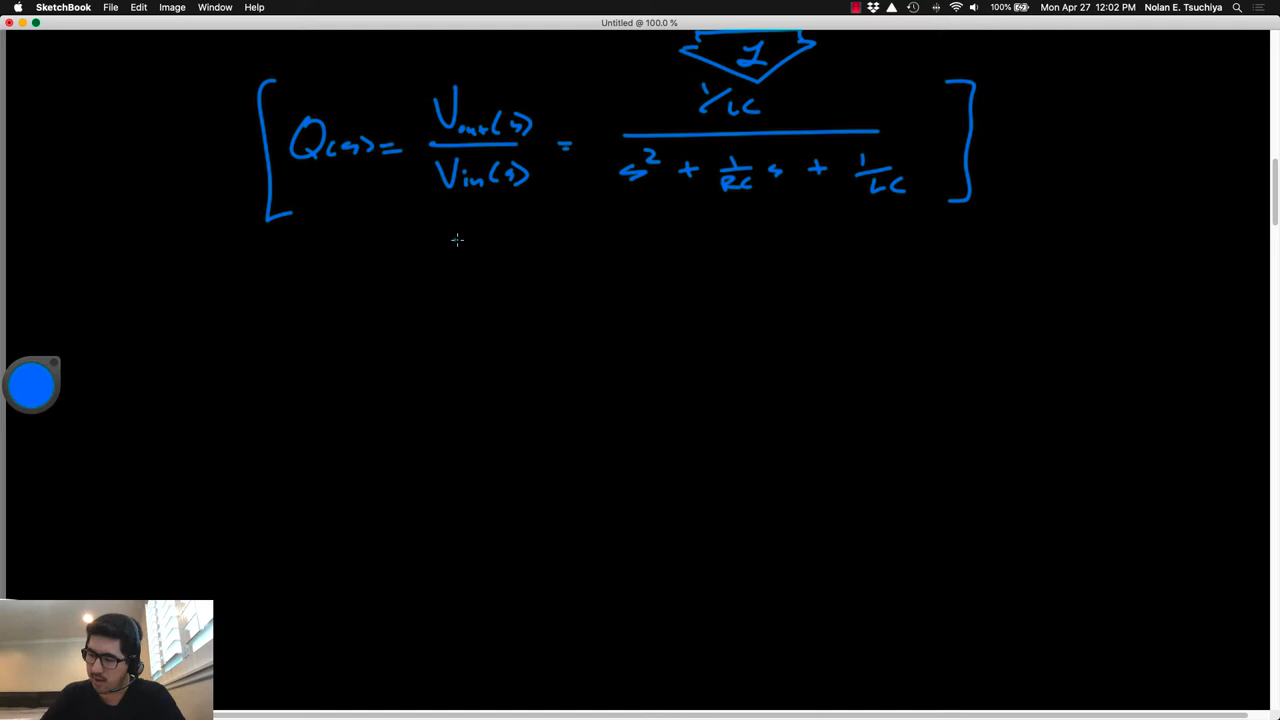 SketchBook File Edit Image Window Help 100% Mon Apr 27 12:02 PM Nolan E. Tsuchiya
Untitled @ 100.0 %
ℒ
Q(s) = Vout(s) / Vin(s) = 1/LC / s² + 1/RC s + 1/LC